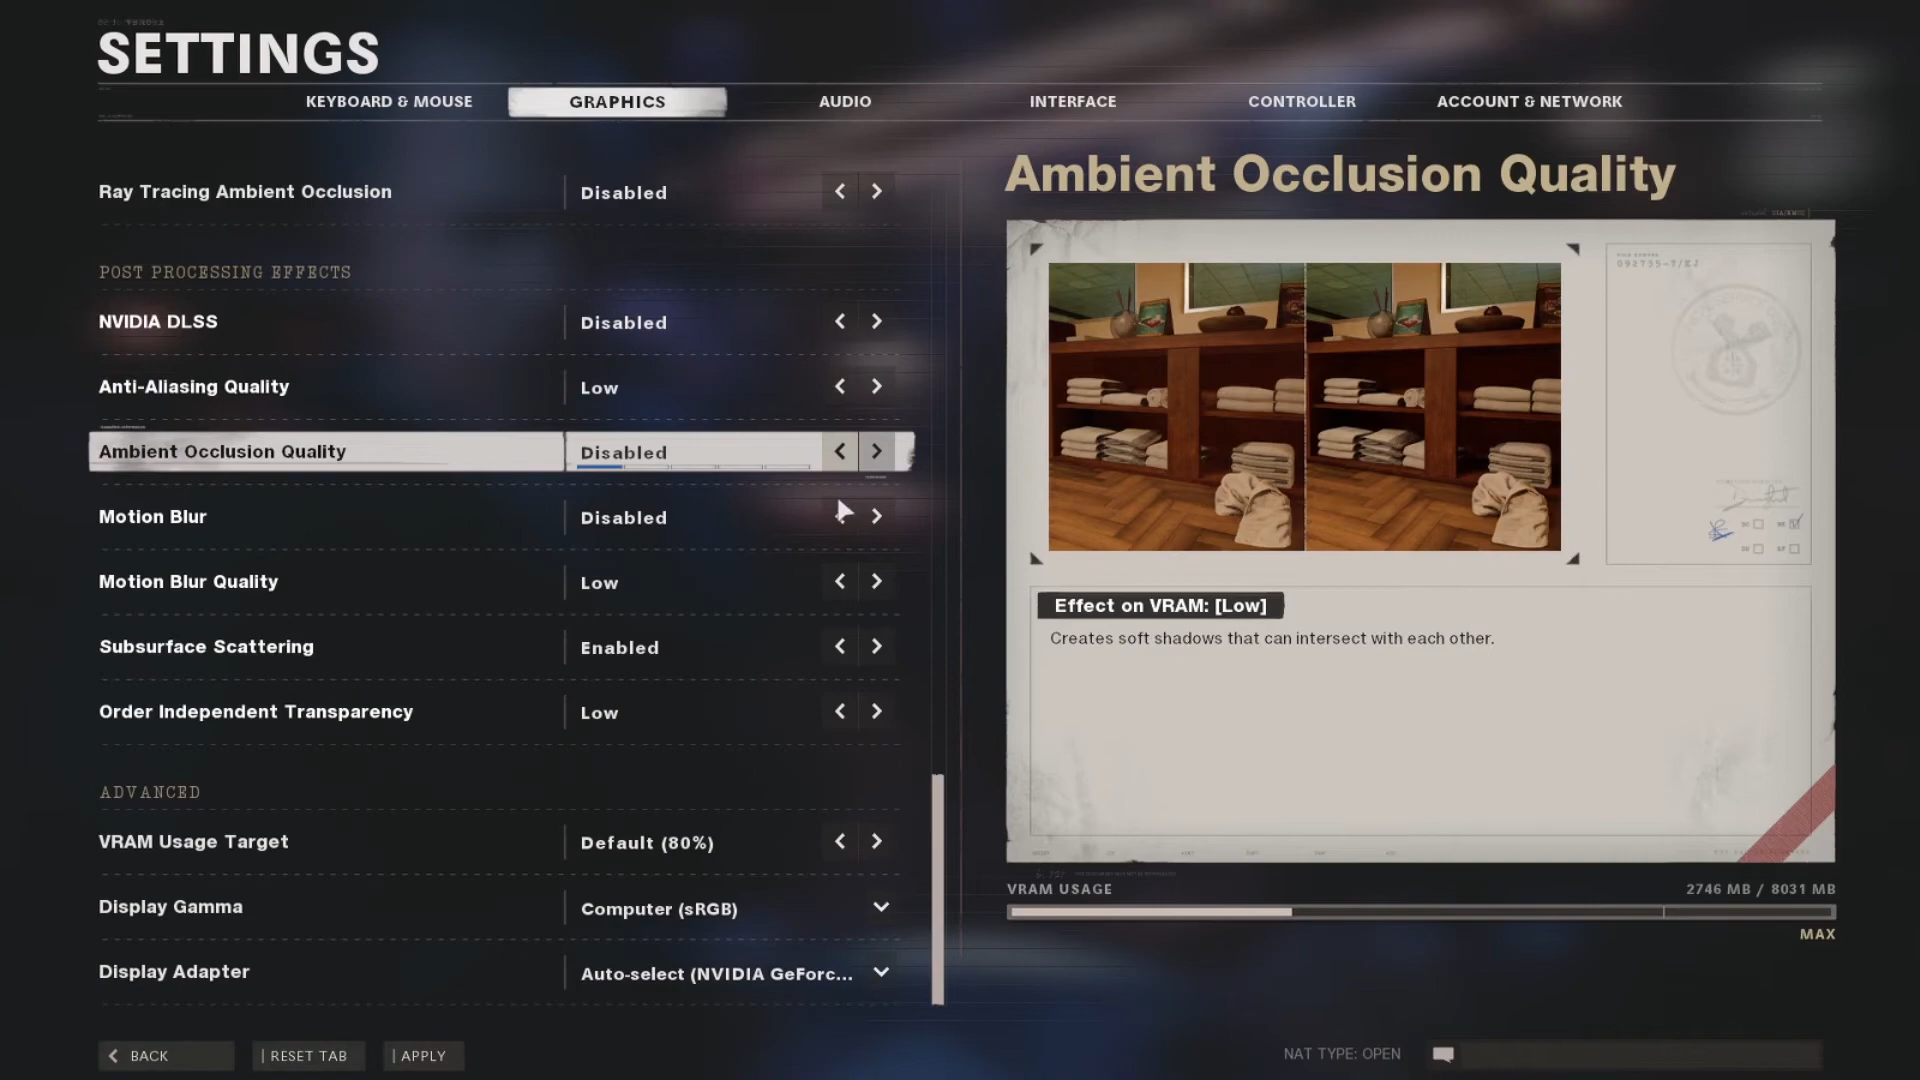 SETTINGS
KEYBOARD & MOUSE
GRAPHICS
AUDIO
INTERFACE
CONTROLLER
ACCOUNT & NETWORK
Ray Tracing Ambient Occlusion
Disabled
POST PROCESSING EFFECTS
NVIDIA DLSS
Disabled
Anti-Aliasing Quality
Low
Ambient Occlusion Quality
Disabled
Motion Blur
Disabled
Motion Blur Quality
Low
Subsurface Scattering
Enabled
Order Independent Transparency
Low
ADVANCED
VRAM Usage Target
Default (80%)
Display Gamma
Computer (sRGB)
Display Adapter
Auto-select (NVIDIA GeForc...
BACK
RESET TAB
APPLY
Ambient Occlusion Quality
Effect on VRAM: [Low]
Creates soft shadows that can intersect with each other.
VRAM USAGE
2746 MB / 8031 MB
MAX
NAT TYPE: OPEN